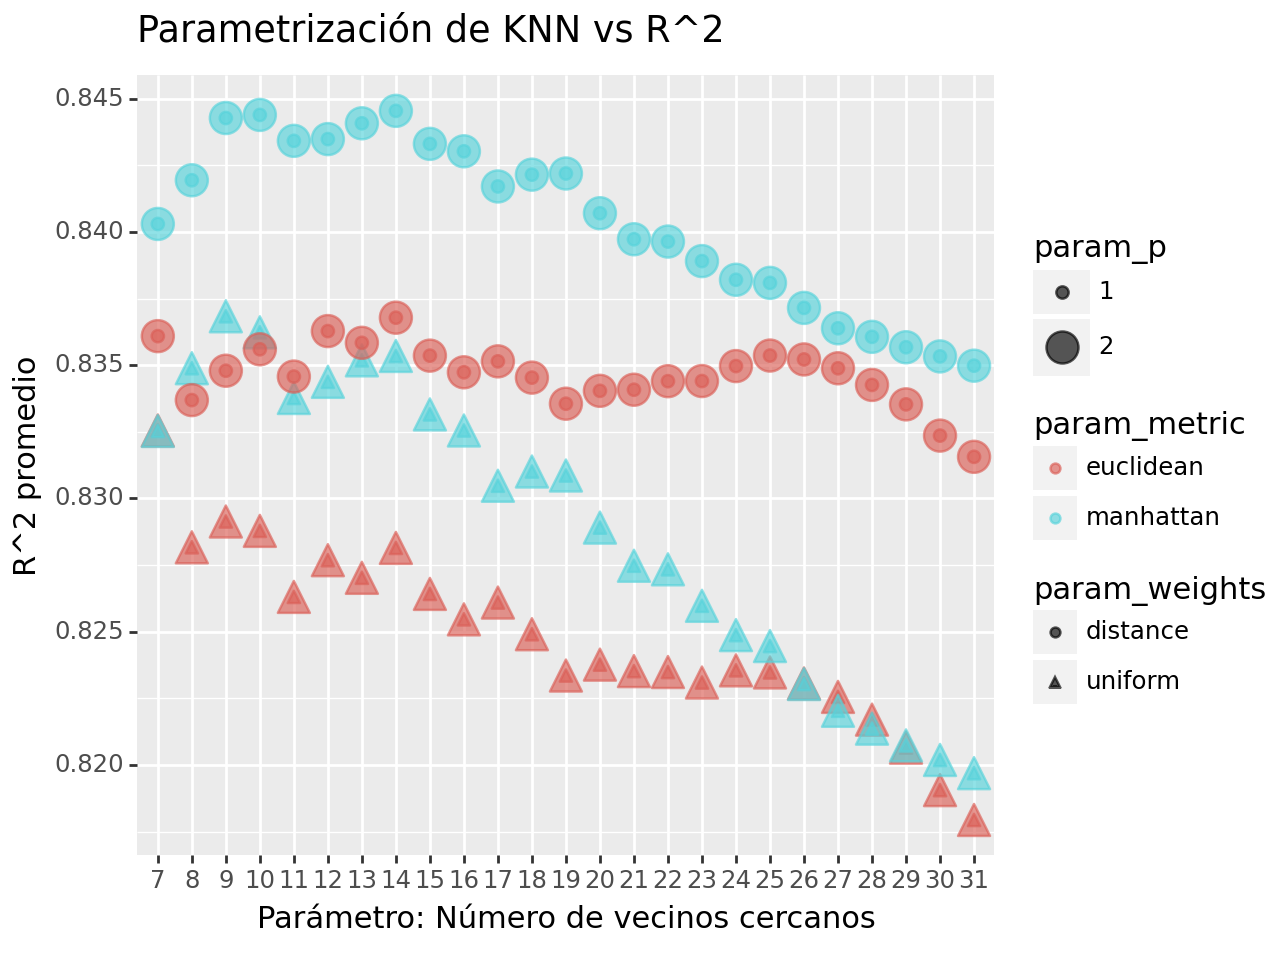 Parametrización de KNN vs R^2
0.845
0.840
0.835
0.830
0.825
0.820
R^2 promedio
7 8 9 10 11 12 13 14 15 16 17 18 19 20 21 22 23 24 25 26 27 28 29 30 31
Parámetro: Número de vecinos cercanos
param_p
1
2
param_metric
euclidean
manhattan
param_weights
distance
uniform